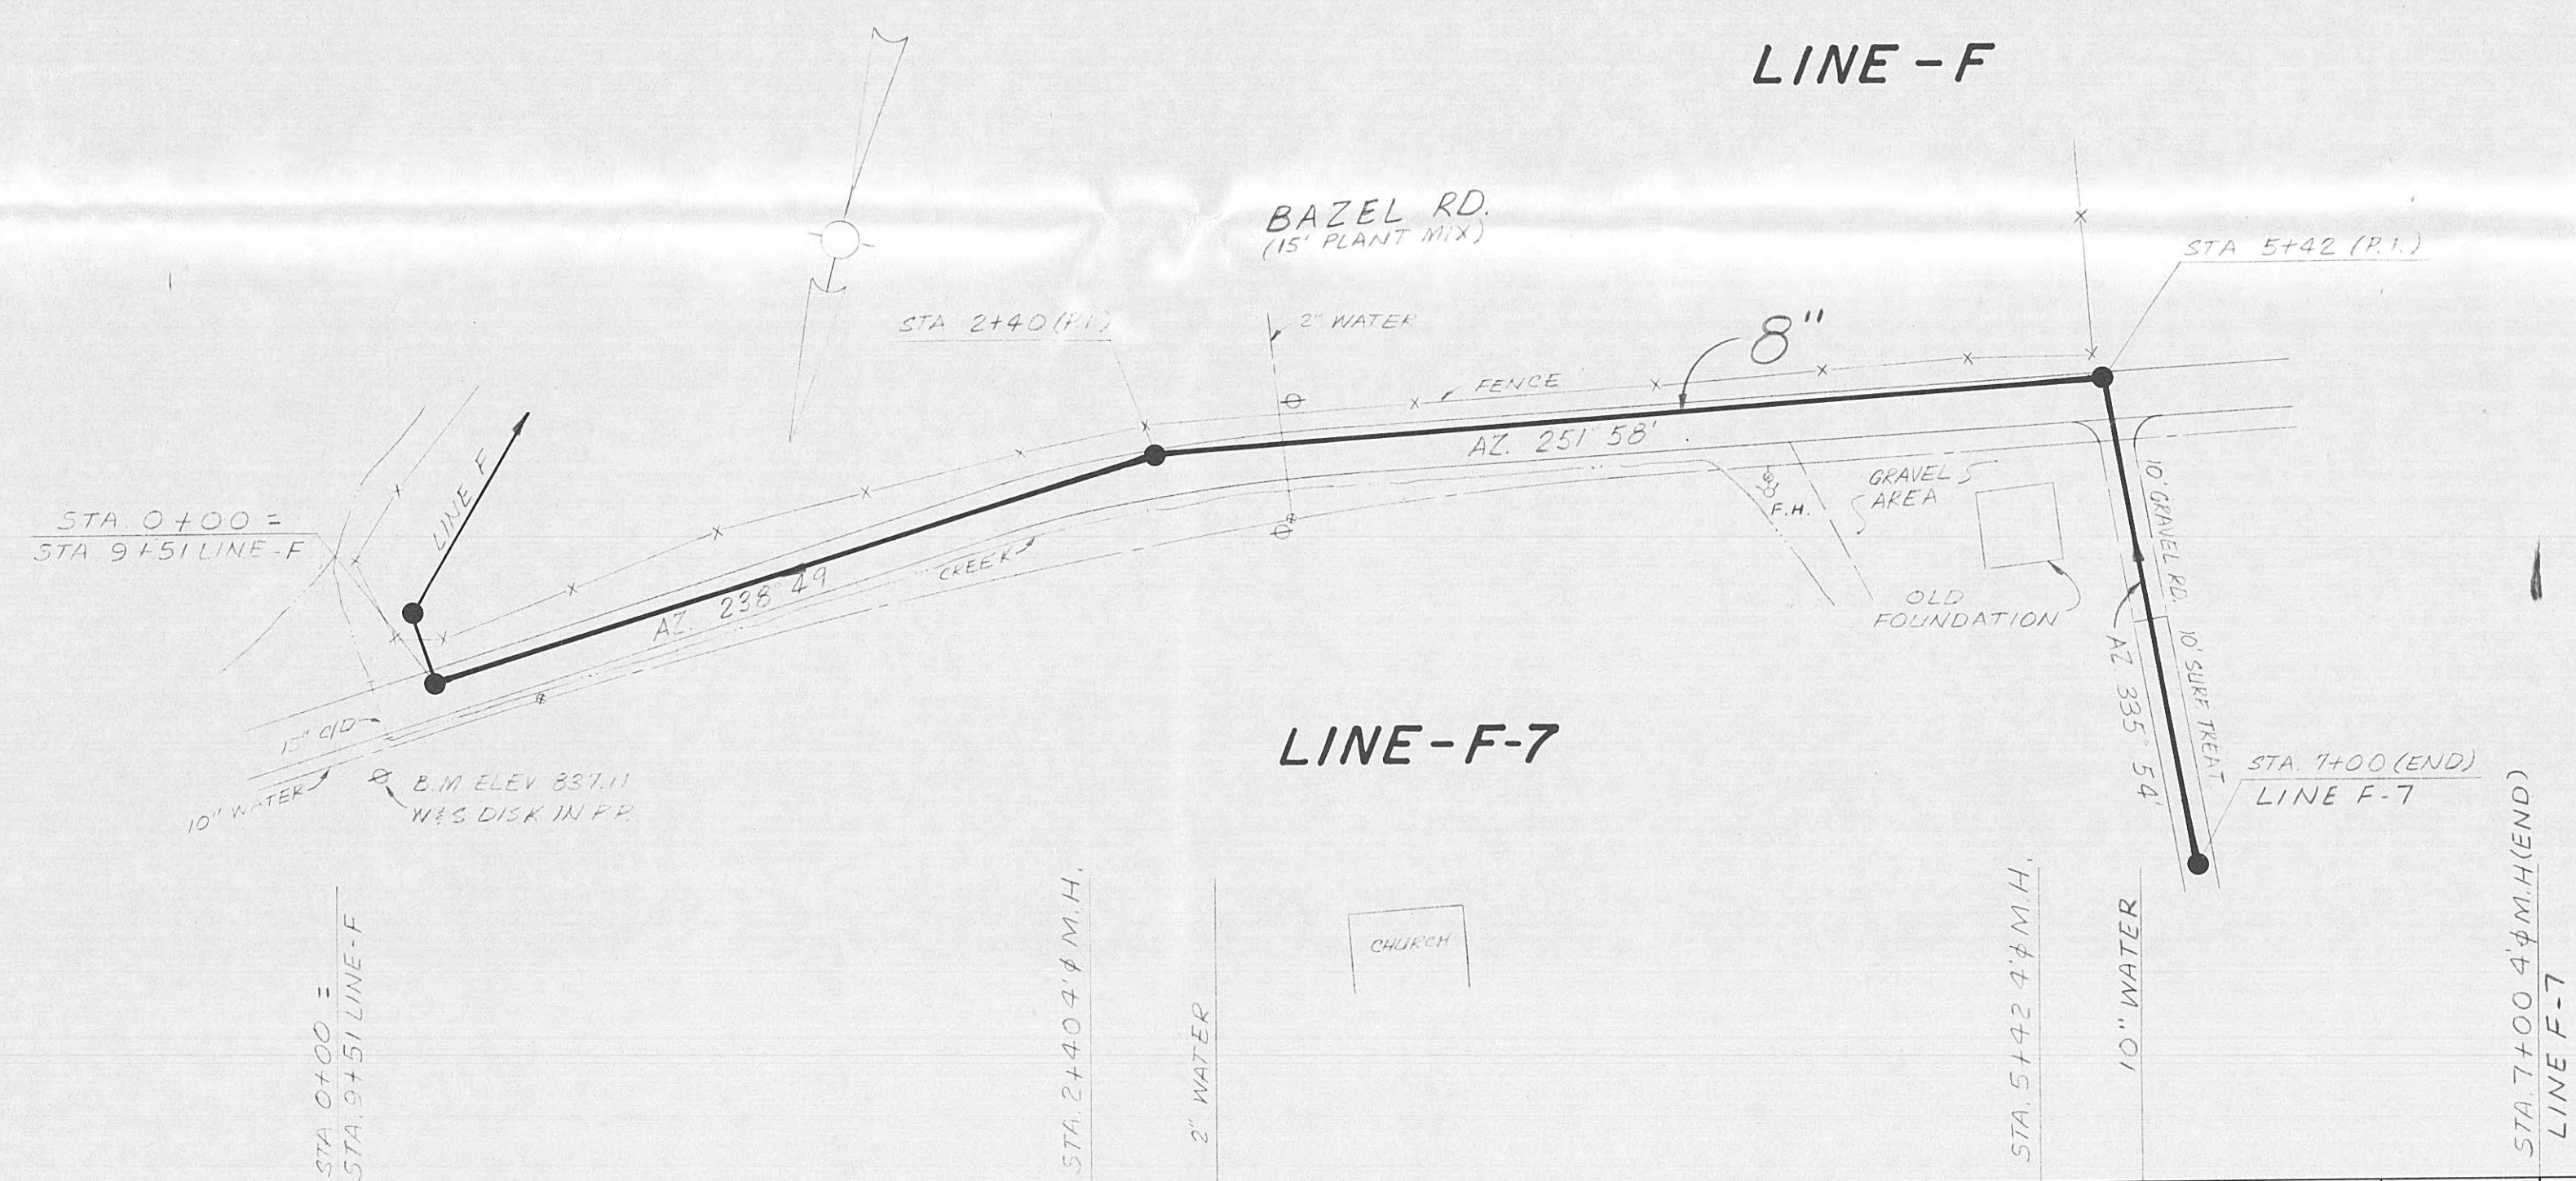 LINE - F
BAZEL RD.
(15' PLANT MIX)
STA 5+42 (P.I.)
STA 2+40 (P.I.)
2" WATER
8"
FENCE
AZ. 251° 58'
LINE F
STA. 0+00 =
STA 9+51 LINE-F
GRAVEL
AREA
F.H.
10' GRAVEL RD.
CREEK
AZ. 238° 49
OLD
FOUNDATION
10' SURF TREAT
AZ 335° 54'
LINE-F-7
10" WATER
B.M ELEV 837.11
W&S DISK IN P.P.
STA. 7+00 (END)
LINE F-7
STA 0+00 =
STA. 9+51 LINE-F
STA. 2+40 4'φ M.H.
2" WATER
CHURCH
STA. 5+42 4'φ M.H.
10" WATER
STA. 7+00 4'φ M.H(END)
LINE F-7